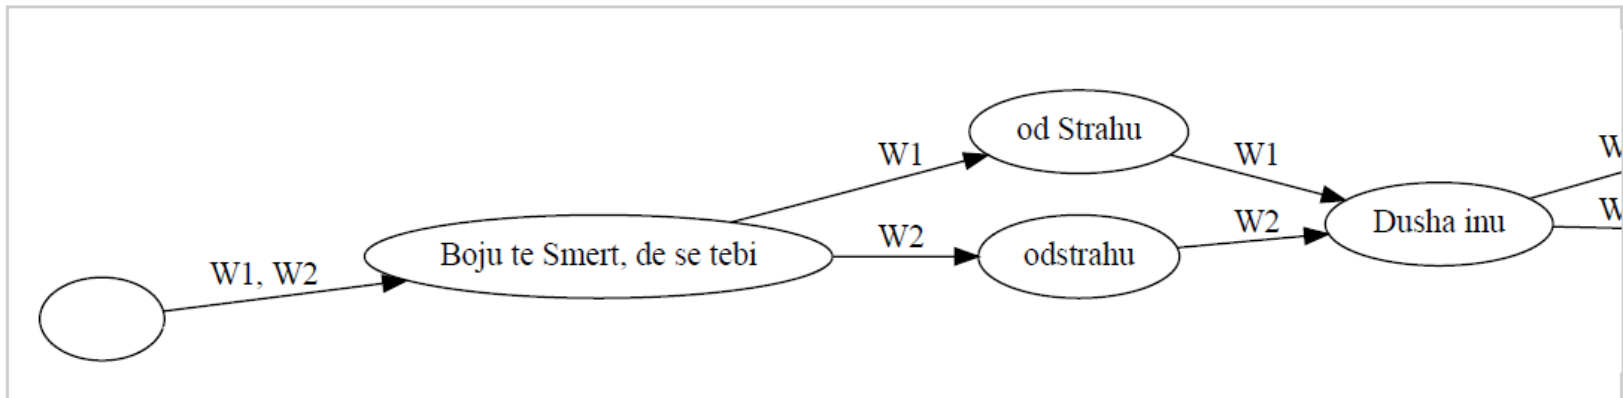 W1, W2
Boju te Smert, de se tebi
W1
od Strahu
W1
W2
odstrahu
W2
Dusha inu
W
W